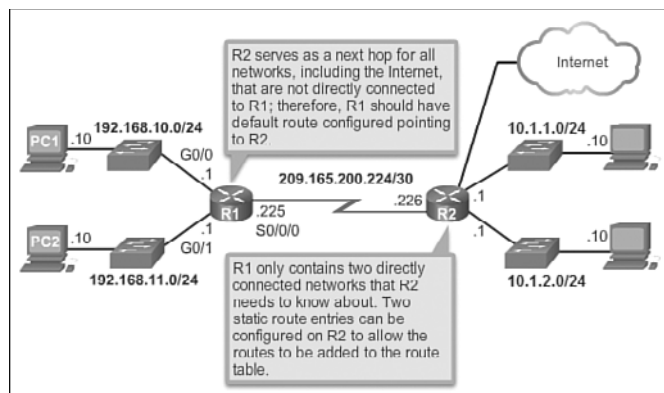 R2 serves as a next hop for all
networks, including the Internet,
that are not directly connected
to R1; therefore, R1 should have
default route configured pointing
to R2.
Internet
192.168.10.0/24
PC1
.10
G0/0
.1
209.165.200.224/30
10.1.1.0/24
.10
R1
.225
S0/0/0
.226
R2
.1
.1
PC2
.10
.1
G0/1
192.168.11.0/24
.10
10.1.2.0/24
R1 only contains two directly
connected networks that R2
needs to know about. Two
static route entries can be
configured on R2 to allow the
routes to be added to the route
table.